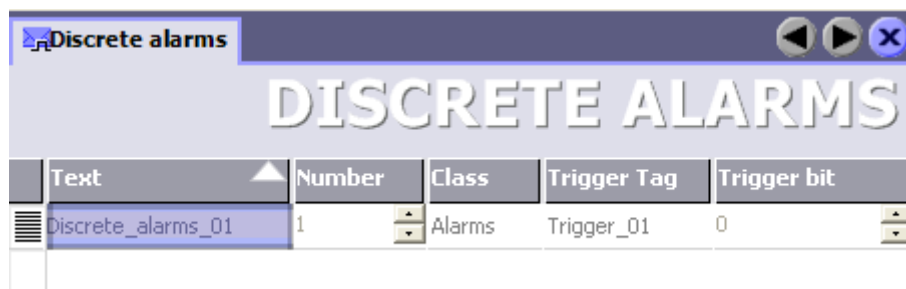 Discrete alarms
DISCRETE ALARMS
Text Number Class Trigger Tag Trigger bit
Discrete_alarms_01 1 Alarms Trigger_01 0